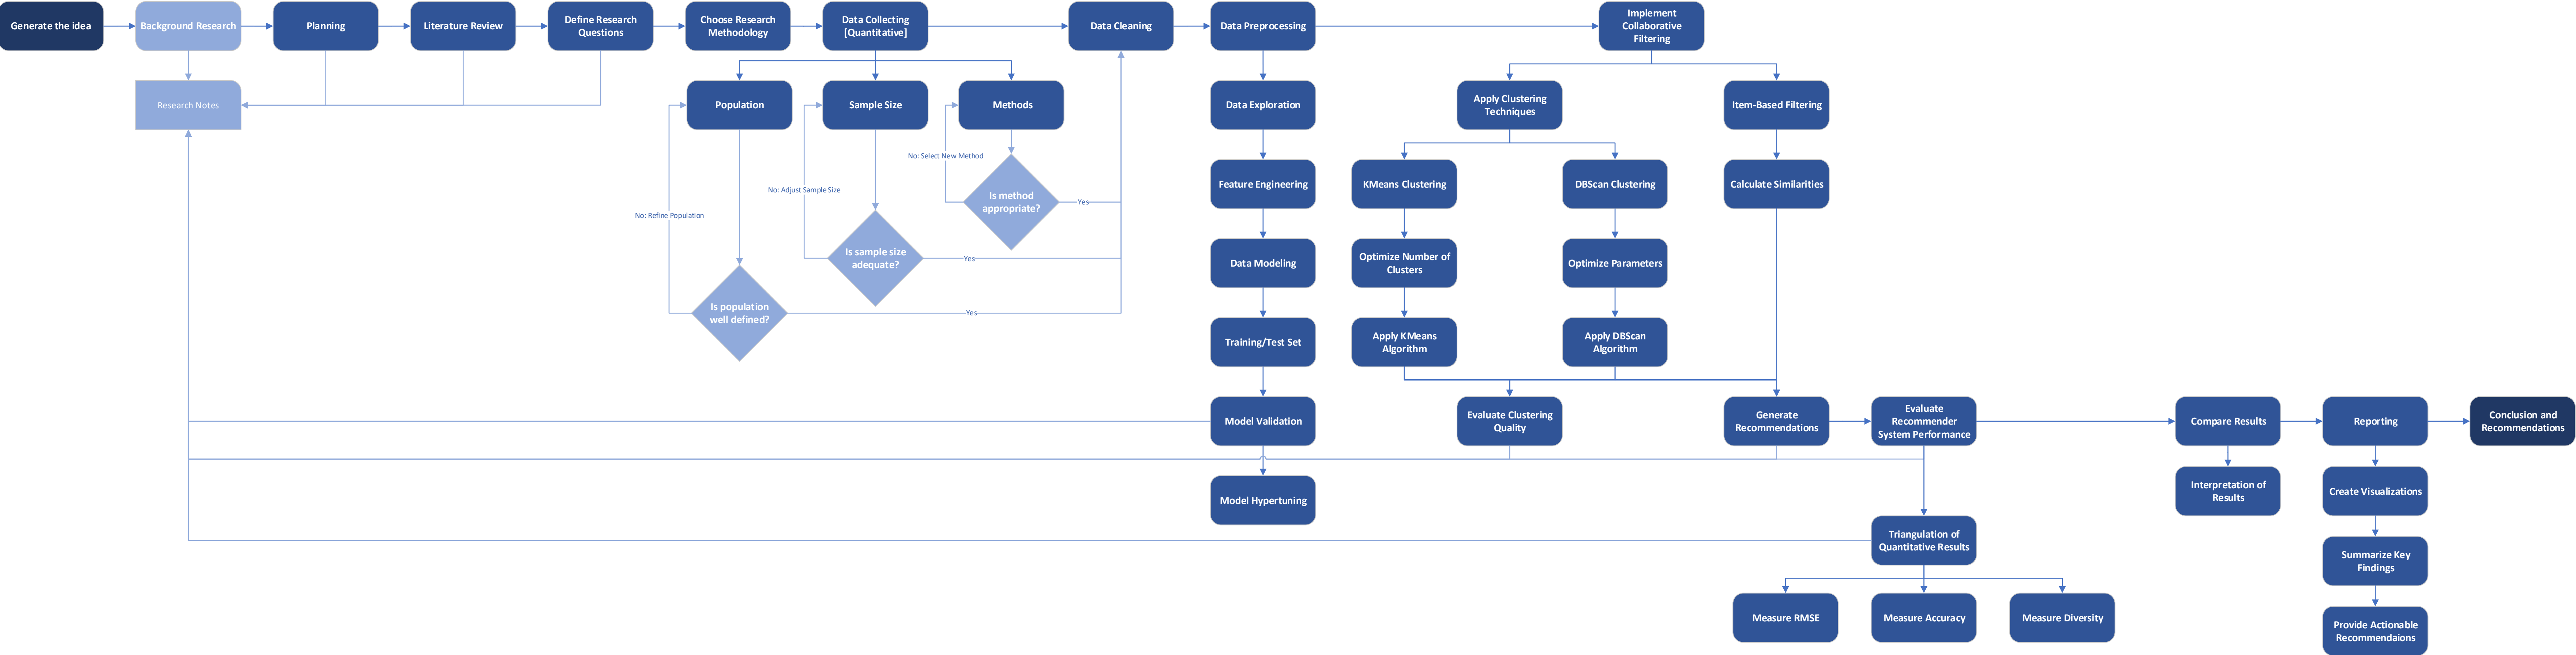 Generate the idea
Background Research
Planning
Literature Review
Define Research
Questions
Choose Research
Methodology
Data Collecting
[Quantitative]
Data Cleaning
Data Preprocessing
Implement
Collaborative
Filtering
Research Notes
Population
Sample Size
Methods
Data Exploration
Apply Clustering
Techniques
Item-Based Filtering
No: Select New Method
No: Adjust Sample Size
No: Refine Population
Is method
appropriate?
Yes
Is sample size
adequate?
Yes
Is population
well defined?
Yes
Feature Engineering
KMeans Clustering
DBScan Clustering
Calculate Similarities
Data Modeling
Optimize Number of
Clusters
Optimize Parameters
Training/Test Set
Apply KMeans
Algorithm
Apply DBScan
Algorithm
Model Validation
Evaluate Clustering
Quality
Generate
Recommendations
Evaluate
Recommender
System Performance
Compare Results
Reporting
Conclusion and
Recommendations
Model Hypertuning
Interpretation of
Results
Create Visualizations
Triangulation of
Quantitative Results
Summarize Key
Findings
Measure RMSE
Measure Accuracy
Measure Diversity
Provide Actionable
Recommendaions